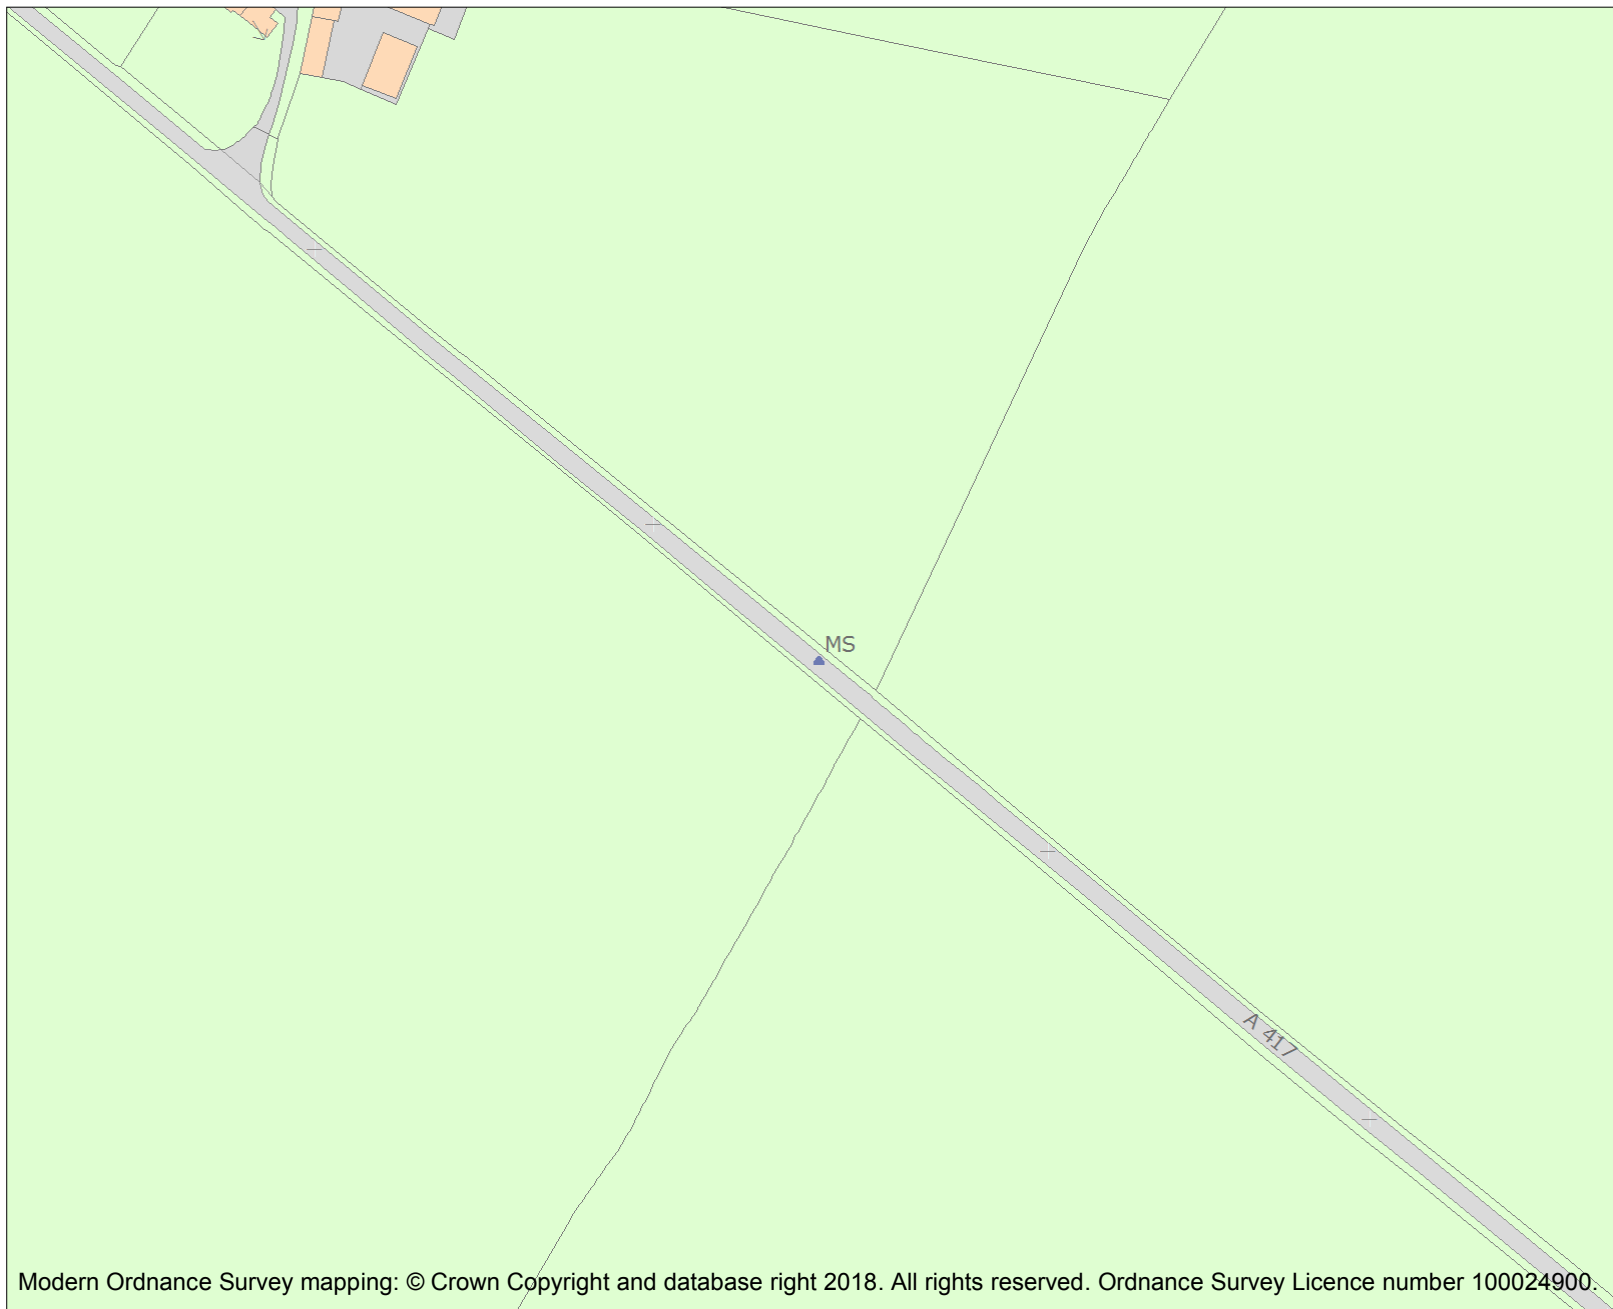 MS
A 417
Modern Ordnance Survey mapping: © Crown Copyright and database right 2018. All rights reserved. Ordnance Survey Licence number 100024900.